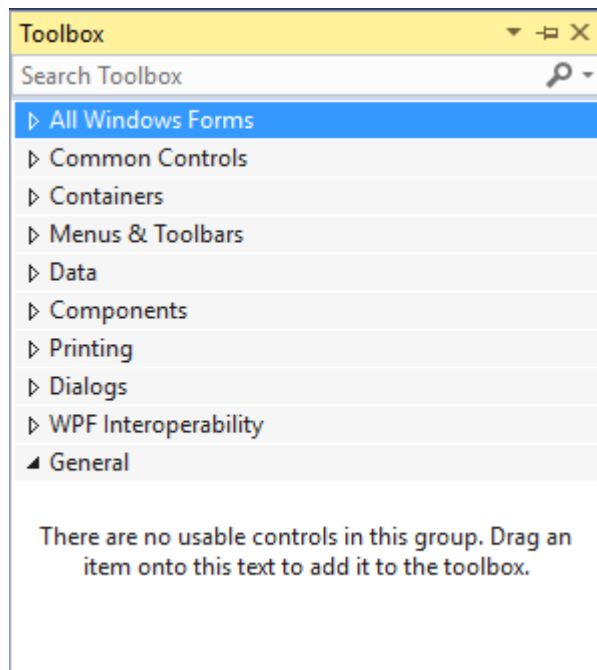 Toolbox
Search Toolbox
All Windows Forms
Common Controls
Containers
Menus & Toolbars
Data
Components
Printing
Dialogs
WPF Interoperability
General
There are no usable controls in this group. Drag an
item onto this text to add it to the toolbox.